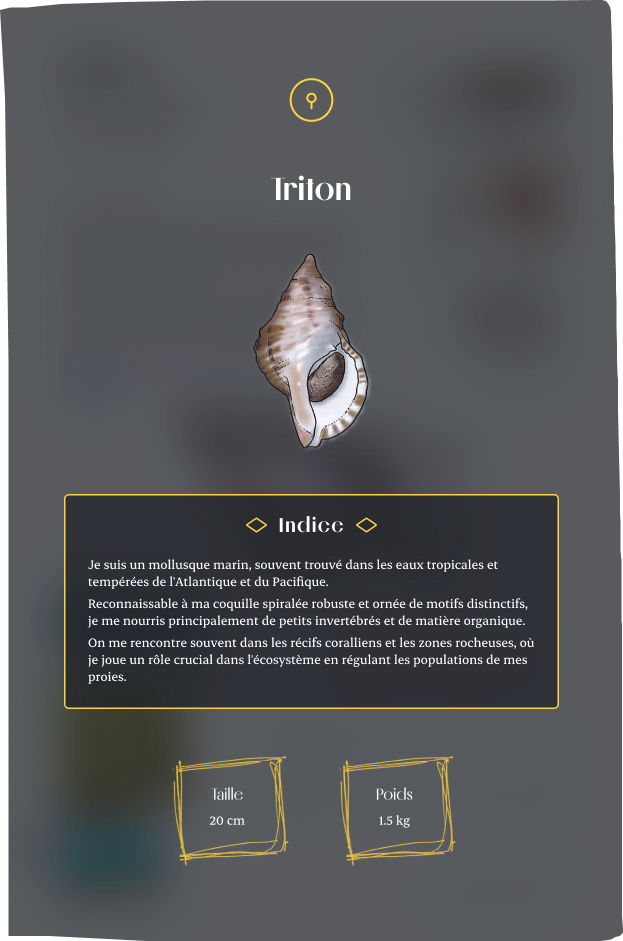 Triton
Indice
Je suis un mollusque marin, souvent trouvé dans les eaux tropicales et
tempérées de l'Atlantique et du Pacifique.
Reconnaissable à ma coquille spiralée robuste et ornée de motifs distinctifs,
je me nourris principalement de petits invertébrés et de matière organique.
On me rencontre souvent dans les récifs coralliens et les zones rocheuses, où
je joue un rôle crucial dans l'écosystème en régulant les populations de mes
proies.
Taille
20 cm
Poids
1.5 kg